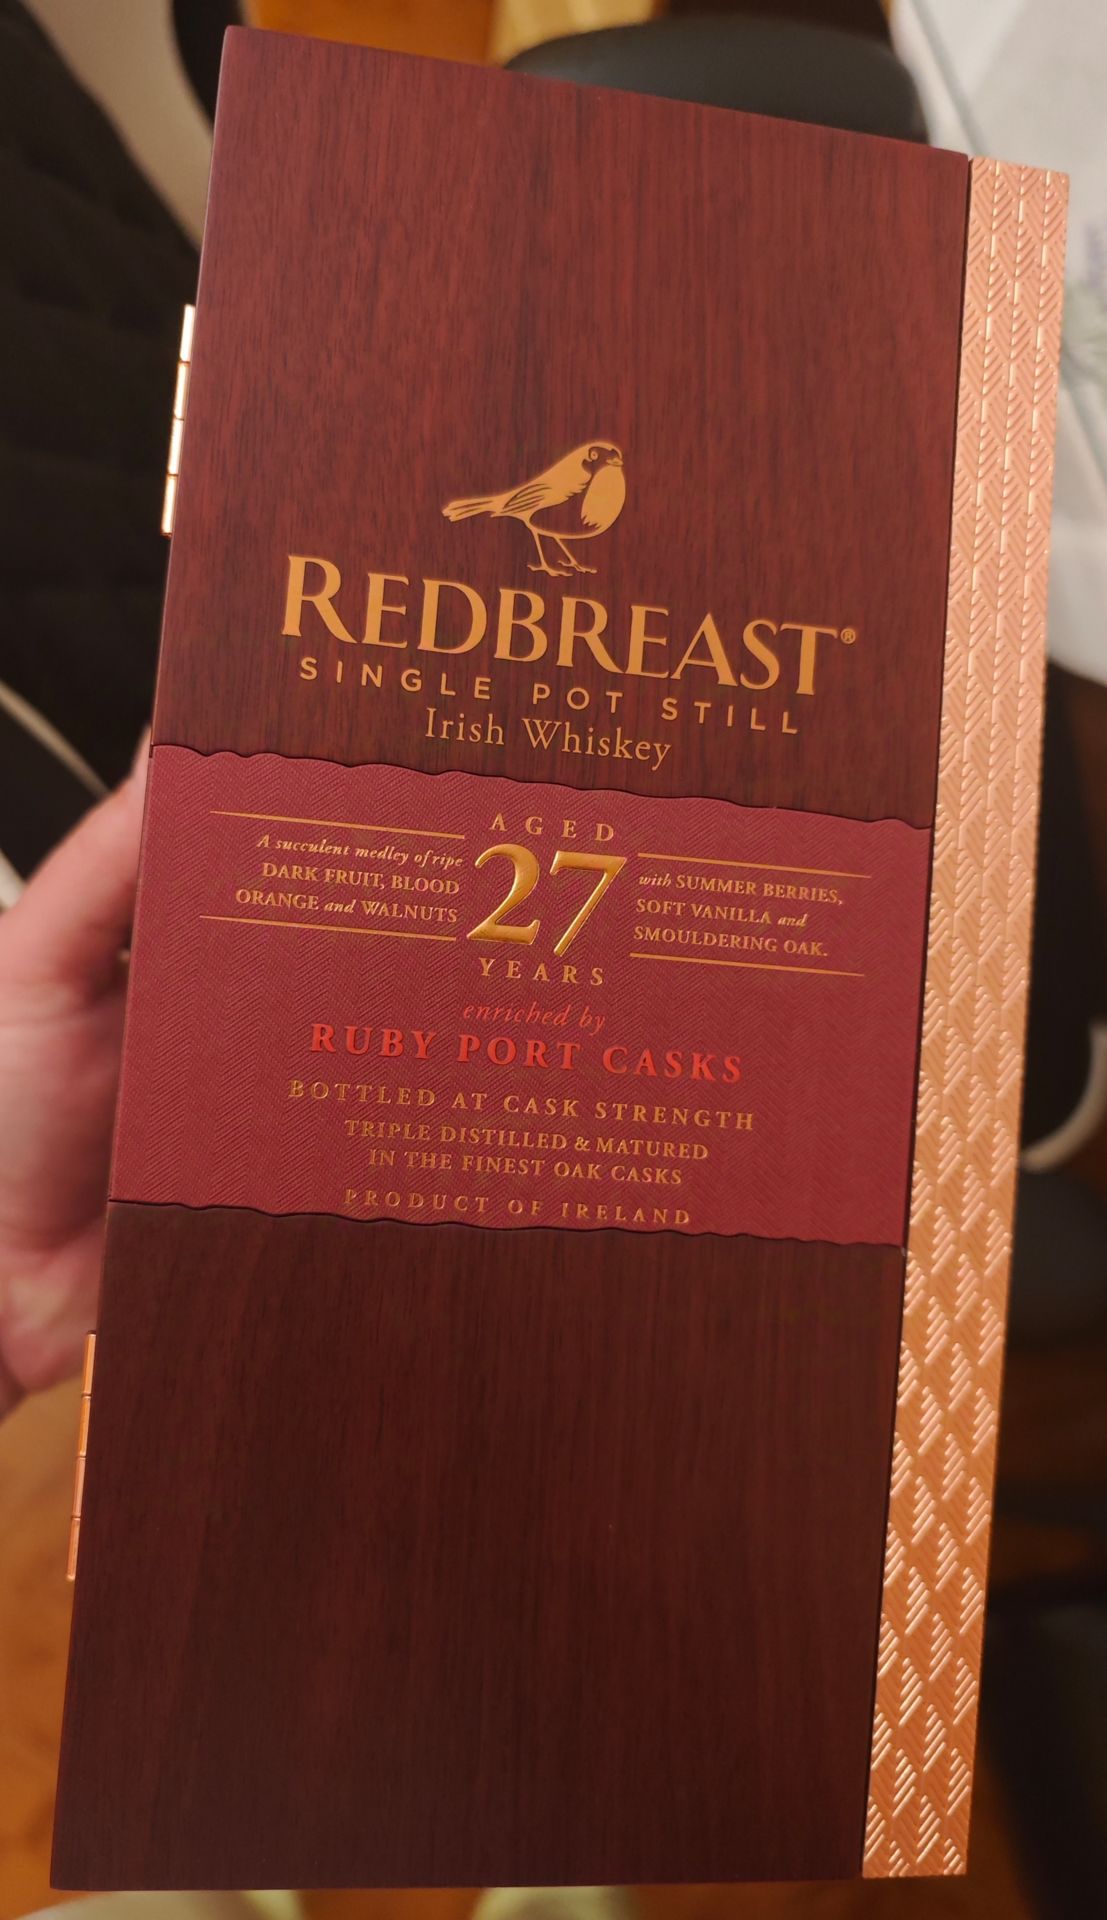 REDBREAST®
SINGLE POT STILL
Irish Whiskey
AGED
27
YEARS
A succulent medley of ripe
DARK FRUIT, BLOOD
ORANGE and WALNUTS
with SUMMER BERRIES,
SOFT VANILLA and
SMOULDERING OAK.
enriched by
RUBY PORT CASKS
BOTTLED AT CASK STRENGTH
TRIPLE DISTILLED & MATURED
IN THE FINEST OAK CASKS
PRODUCT OF IRELAND